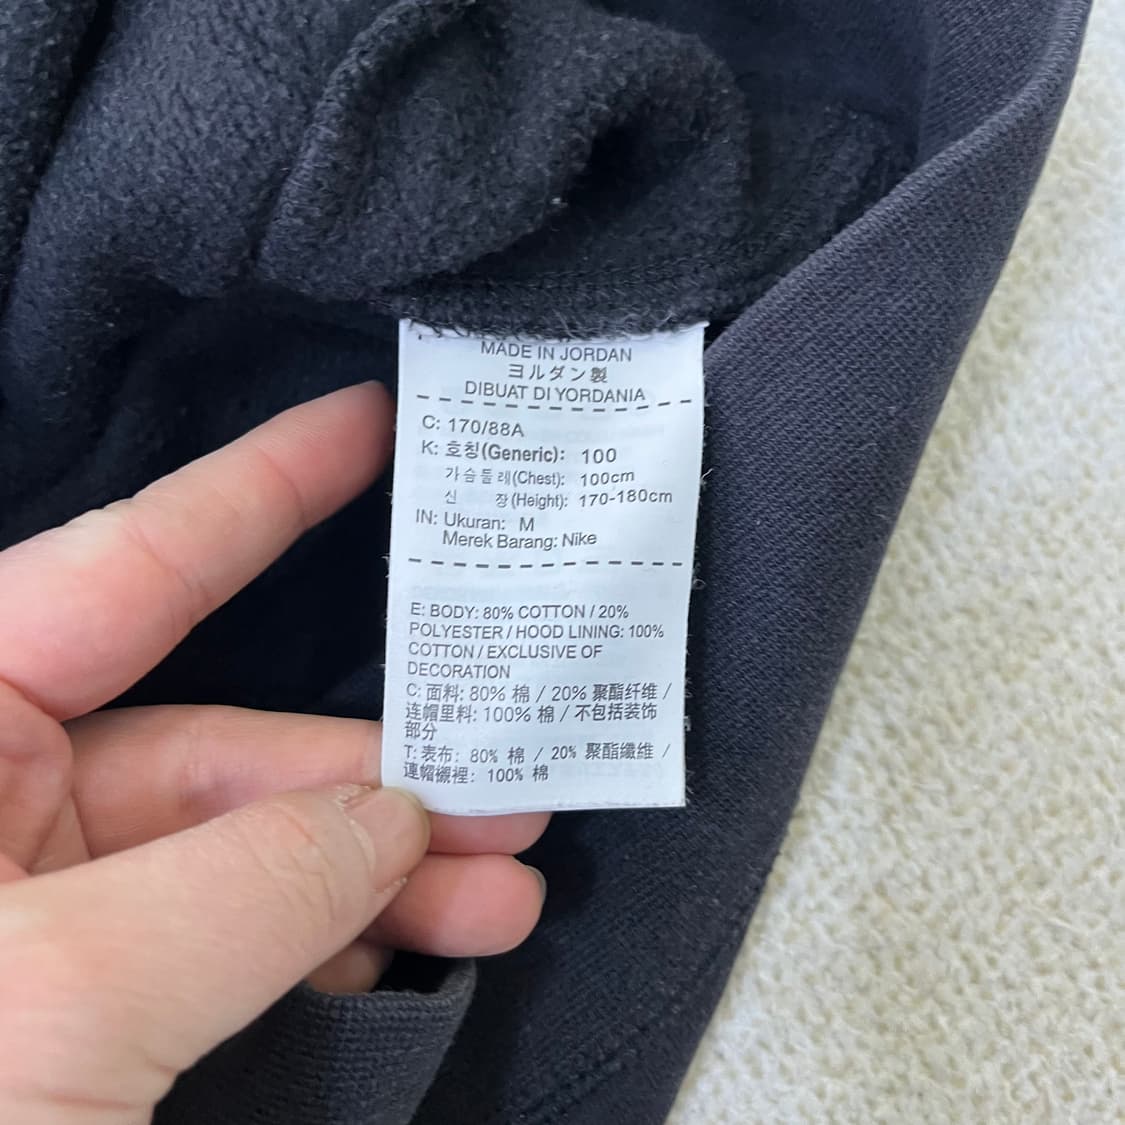 MADE IN JORDAN
ヨルダン製
DIBUAT DI YORDANIA
C: 170/88A
K: 호칭(Generic): 100
가슴둘레(Chest): 100cm
신 장(Height): 170-180cm
IN: Ukuran: M
Merek Barang: Nike
E: BODY: 80% COTTON / 20%
POLYESTER / HOOD LINING: 100%
COTTON / EXCLUSIVE OF
DECORATION
C: 面料: 80% 棉 / 20% 聚酯纤维 /
连帽里料: 100% 棉 / 不包括装饰
部分
T: 表布: 80% 棉 / 20% 聚酯纖維 /
連帽襯裡: 100% 棉